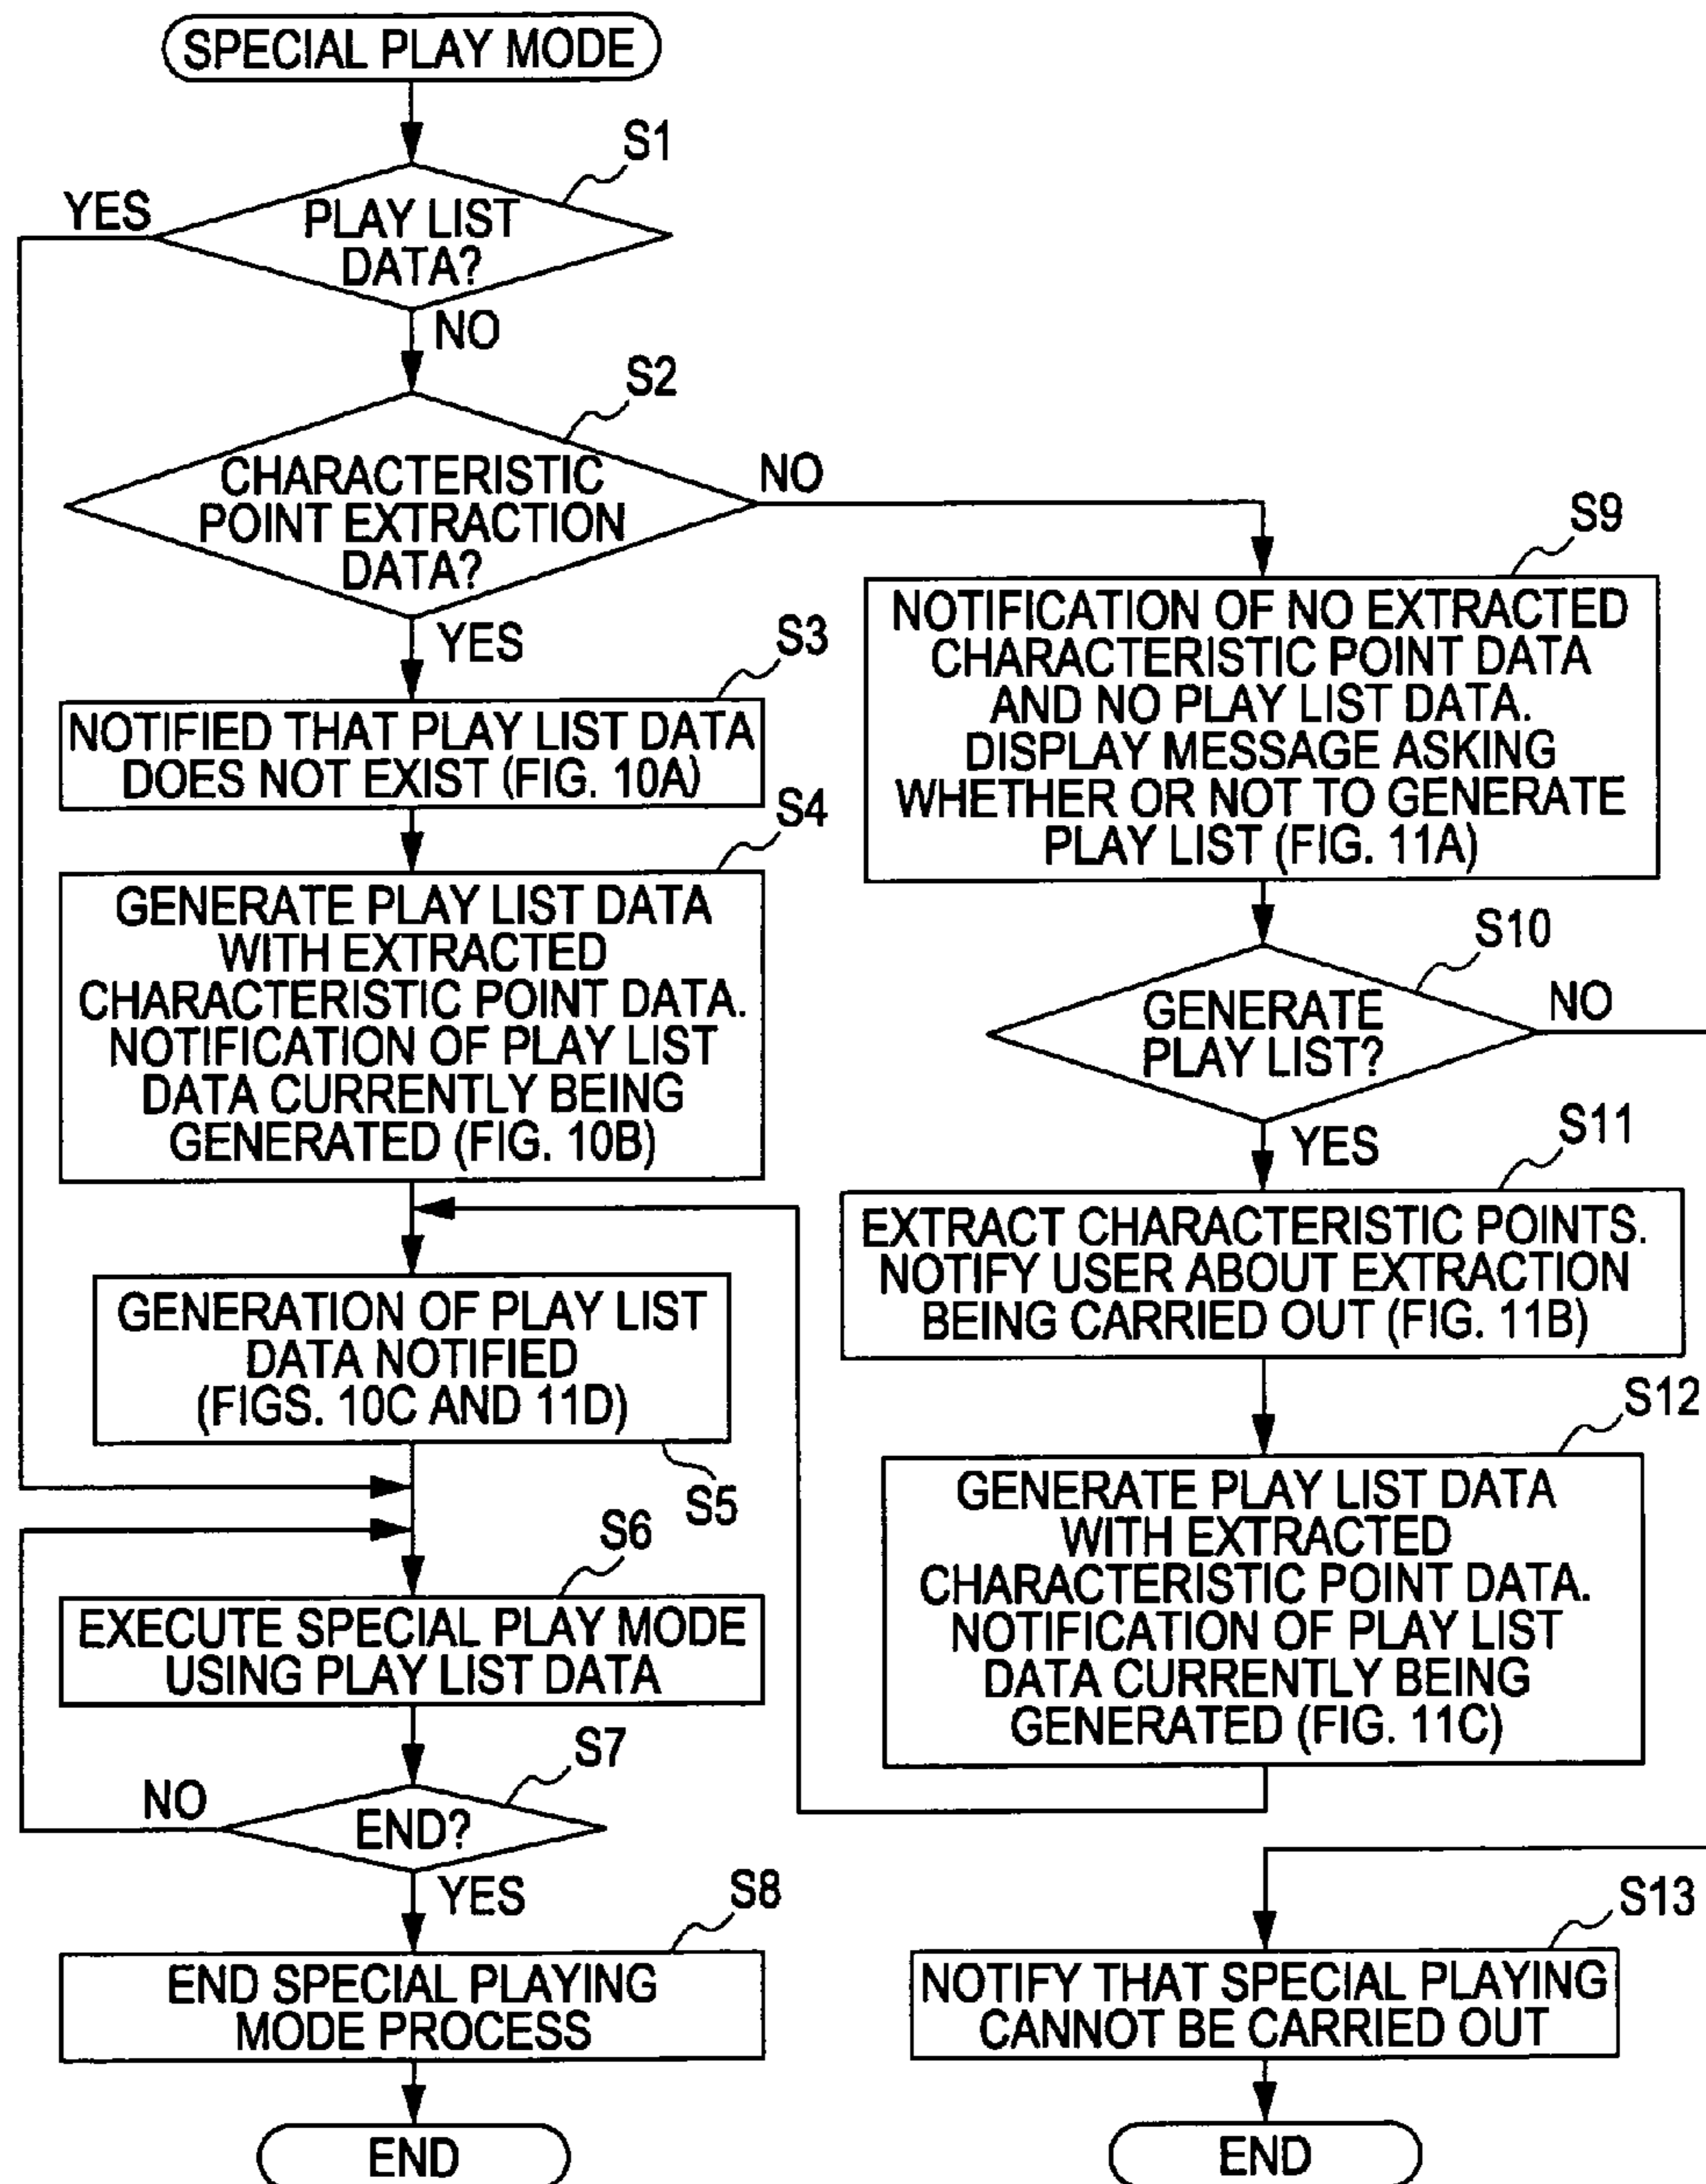 SPECIAL PLAY MODE
S1
YES
PLAY LIST
DATA?
NO
S2
CHARACTERISTIC
POINT EXTRACTION
DATA?
NO
YES
S3
NOTIFIED THAT PLAY LIST DATA
DOES NOT EXIST (FIG. 10A)
S4
GENERATE PLAY LIST DATA
WITH EXTRACTED
CHARACTERISTIC POINT DATA.
NOTIFICATION OF PLAY LIST
DATA CURRENTLY BEING
GENERATED (FIG. 10B)
GENERATION OF PLAY LIST
DATA NOTIFIED
(FIGS. 10C AND 11D)
S5
S6
EXECUTE SPECIAL PLAY MODE
USING PLAY LIST DATA
S7
NO
END?
YES
S8
END SPECIAL PLAYING
MODE PROCESS
END
S9
NOTIFICATION OF NO EXTRACTED
CHARACTERISTIC POINT DATA
AND NO PLAY LIST DATA.
DISPLAY MESSAGE ASKING
WHETHER OR NOT TO GENERATE
PLAY LIST (FIG. 11A)
S10
GENERATE
PLAY LIST?
NO
YES
S11
EXTRACT CHARACTERISTIC POINTS.
NOTIFY USER ABOUT EXTRACTION
BEING CARRIED OUT (FIG. 11B)
S12
GENERATE PLAY LIST DATA
WITH EXTRACTED
CHARACTERISTIC POINT DATA.
NOTIFICATION OF PLAY LIST
DATA CURRENTLY BEING
GENERATED (FIG. 11C)
S13
NOTIFY THAT SPECIAL PLAYING
CANNOT BE CARRIED OUT
END